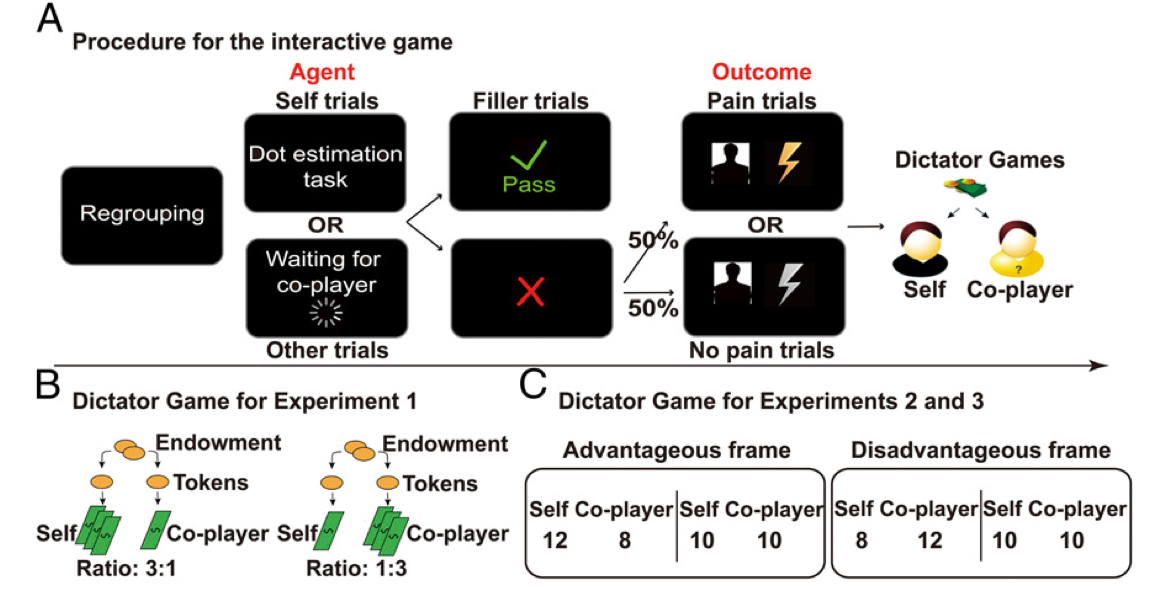 A
Procedure for the interactive game
Agent
Self trials
Dot estimation
task
OR
Waiting for
co-player
Other trials
Regrouping
Filler trials
Pass
50%
50%
Outcome
Pain trials
OR
No pain trials
Dictator Games
?
Self Co-player
B
Dictator Game for Experiment 1
Endowment
Tokens
Self Co-player
Ratio: 3:1
Endowment
Tokens
Self Co-player
Ratio: 1:3
C
Dictator Game for Experiments 2 and 3
Advantageous frame
Self Co-player Self Co-player
12 8 10 10
Disadvantageous frame
Self Co-player Self Co-player
8 12 10 10